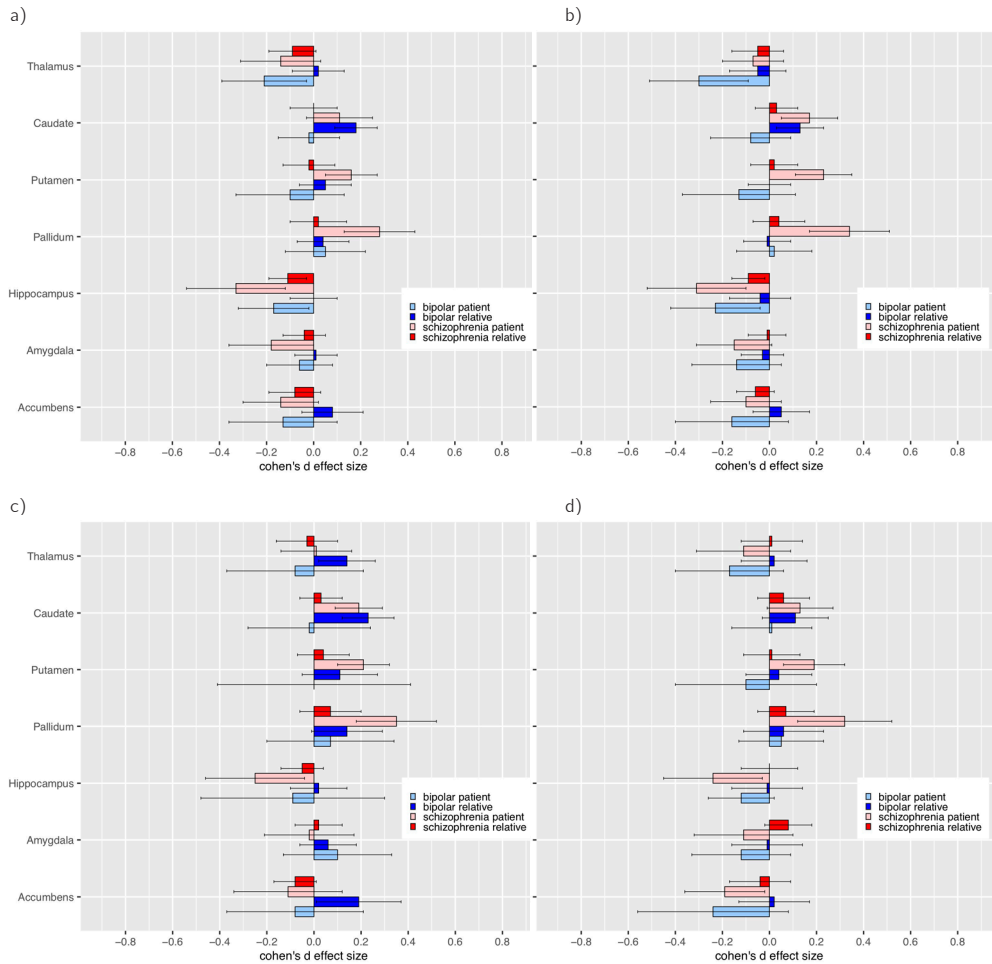 a)
b)
Thalamus
Caudate
Putamen
Pallidum
Hippocampus
Amygdala
Accumbens
bipolar patient
bipolar relative
schizophrenia patient
schizophrenia relative
bipolar patient
bipolar relative
schizophrenia patient
schizophrenia relative
−0.8 −0.6 −0.4 −0.2 0.0 0.2 0.4 0.6 0.8
cohen's d effect size
−0.8 −0.6 −0.4 −0.2 0.0 0.2 0.4 0.6 0.8
cohen's d effect size
c)
d)
Thalamus
Caudate
Putamen
Pallidum
Hippocampus
Amygdala
Accumbens
bipolar patient
bipolar relative
schizophrenia patient
schizophrenia relative
bipolar patient
bipolar relative
schizophrenia patient
schizophrenia relative
−0.8 −0.6 −0.4 −0.2 0.0 0.2 0.4 0.6 0.8
cohen's d effect size
−0.8 −0.6 −0.4 −0.2 0.0 0.2 0.4 0.6 0.8
cohen's d effect size